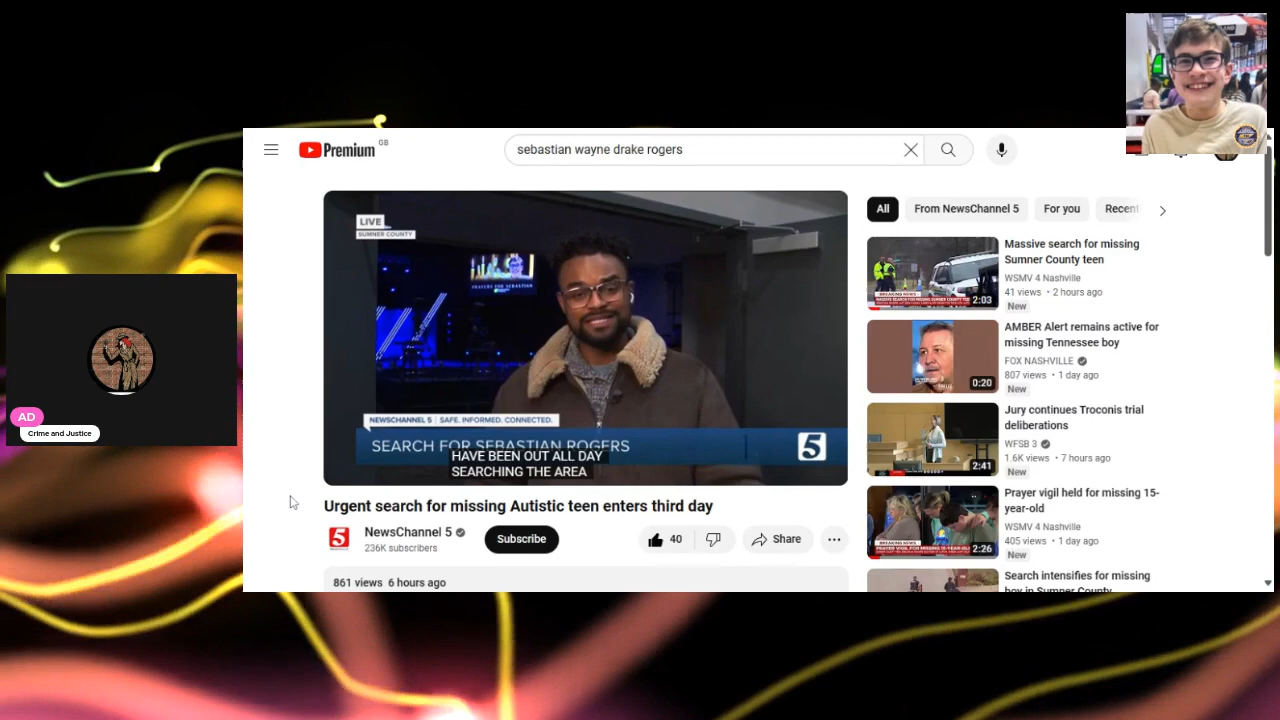 Premium GB
sebastian wayne drake rogers
LIVE
SUMNER COUNTY
PRAYERS FOR SEBASTIAN
NEWSCHANNEL 5 | SAFE. INFORMED. CONNECTED.
SEARCH FOR SEBASTIAN ROGERS
5
HAVE BEEN OUT ALL DAY
SEARCHING THE AREA
Urgent search for missing Autistic teen enters third day
5
NewsChannel 5
236K subscribers
Subscribe
40
Share
861 views 6 hours ago
All
From NewsChannel 5
For you
Recent
Massive search for missing
Sumner County teen
WSMV 4 Nashville
41 views • 2 hours ago
New
BREAKING NEWS
2:03
AMBER Alert remains active for
missing Tennessee boy
FOX NASHVILLE
807 views • 1 day ago
New
0:20
Jury continues Troconis trial
deliberations
WFSB 3
1.6K views • 7 hours ago
New
2:41
Prayer vigil held for missing 15-
year-old
WSMV 4 Nashville
405 views • 1 day ago
New
BREAKING NEWS
2:26
Search intensifies for missing
boy in Sumner County
AD
Crime and Justice